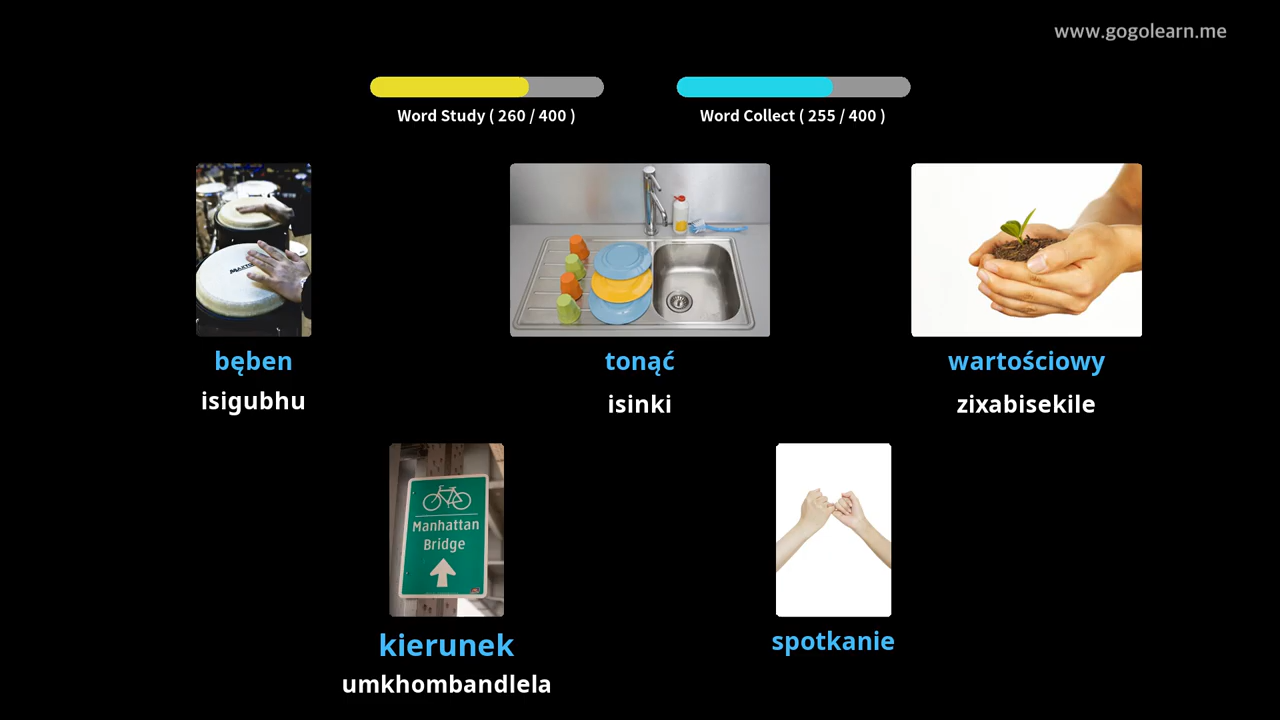 www.gogolearn.me
Word Study ( 260 / 400 )
Word Collect ( 255 / 400 )
bęben
isigubhu
tonąć
isinki
wartościowy
zixabisekile
Manhattan
Bridge
kierunek
umkhombandlela
spotkanie